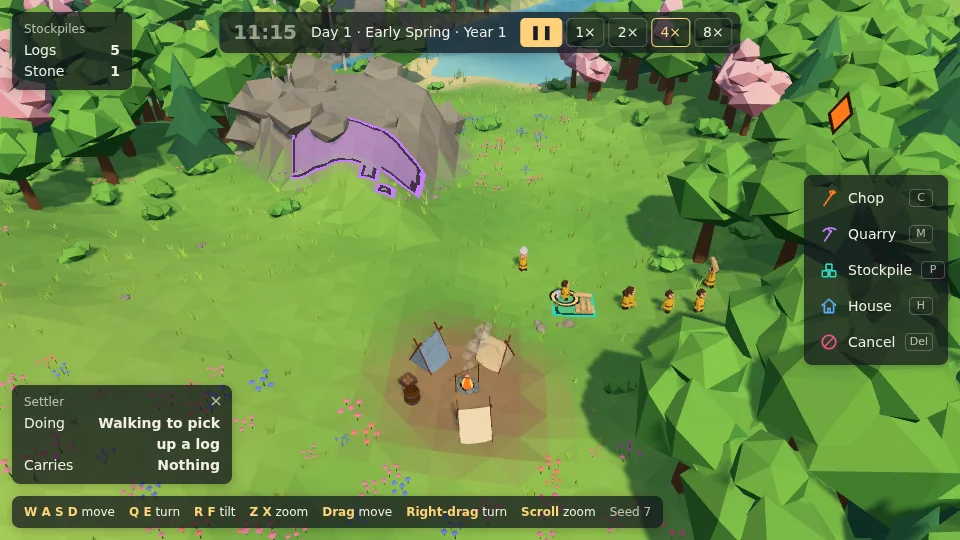 Stockpiles
Logs 5
Stone 1
11:15 Day 1 · Early Spring · Year 1 1× 2× 4× 8×
Chop C
Quarry M
Stockpile P
House H
Cancel Del
Settler
Doing Walking to pick
up a log
Carries Nothing
W A S D move Q E turn R F tilt Z X zoom Drag move Right-drag turn Scroll zoom Seed 7